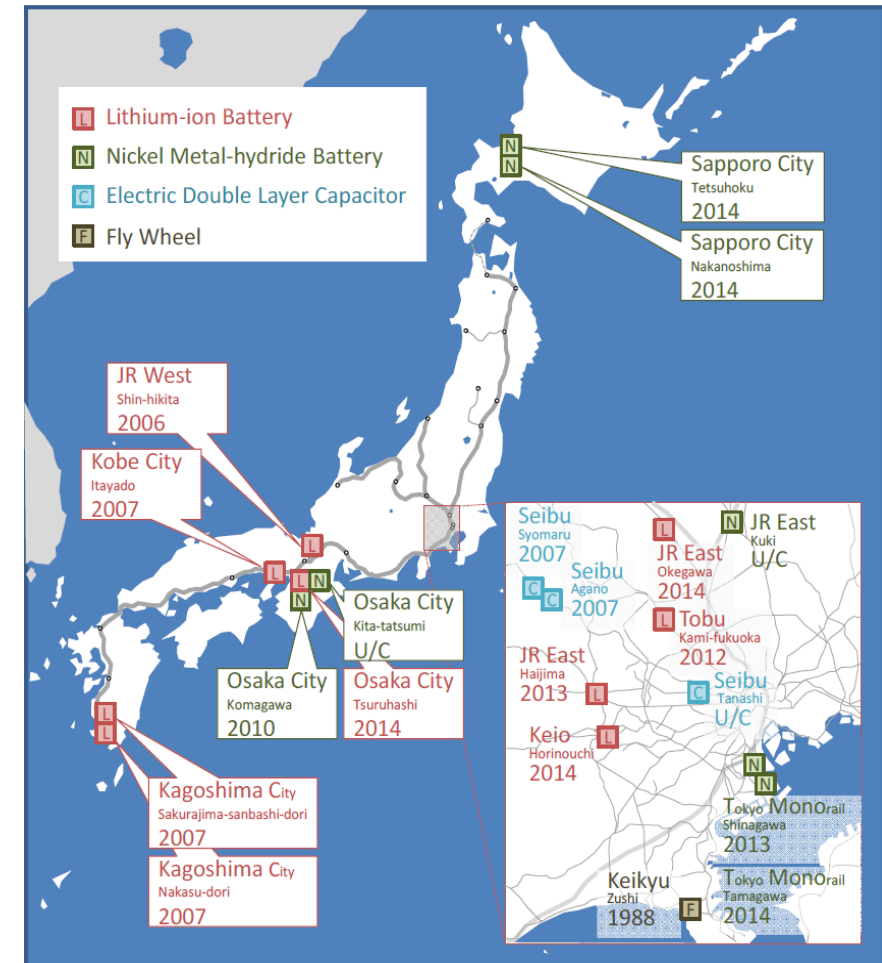 L Lithium-ion Battery
N Nickel Metal-hydride Battery
C Electric Double Layer Capacitor
F Fly Wheel
N
N
Sapporo City
Tetsuhoku
2014
Sapporo City
Nakanoshima
2014
JR West
Shin-hikita
2006
Kobe City
Itayado
2007
L
L
L
N
N
Osaka City
Kita-tatsumi
U/C
Osaka City
Komagawa
2010
Osaka City
Tsuruhashi
2014
L
L
Kagoshima City
Sakurajima-sanbashi-dori
2007
Kagoshima City
Nakasu-dori
2007
Seibu
Syomaru
2007
C
C
Seibu
Agano
2007
L
JR East
Okegawa
2014
N
JR East
Kuki
U/C
L
Tobu
Kami-fukuoka
2012
JR East
Haijima
2013
L
C
Seibu
Tanashi
U/C
Keio
Horinouchi
2014
L
N
N
Tokyo Monorail
Shinagawa
2013
Tokyo Monorail
Tamagawa
2014
Keikyu
Zushi
1988
F